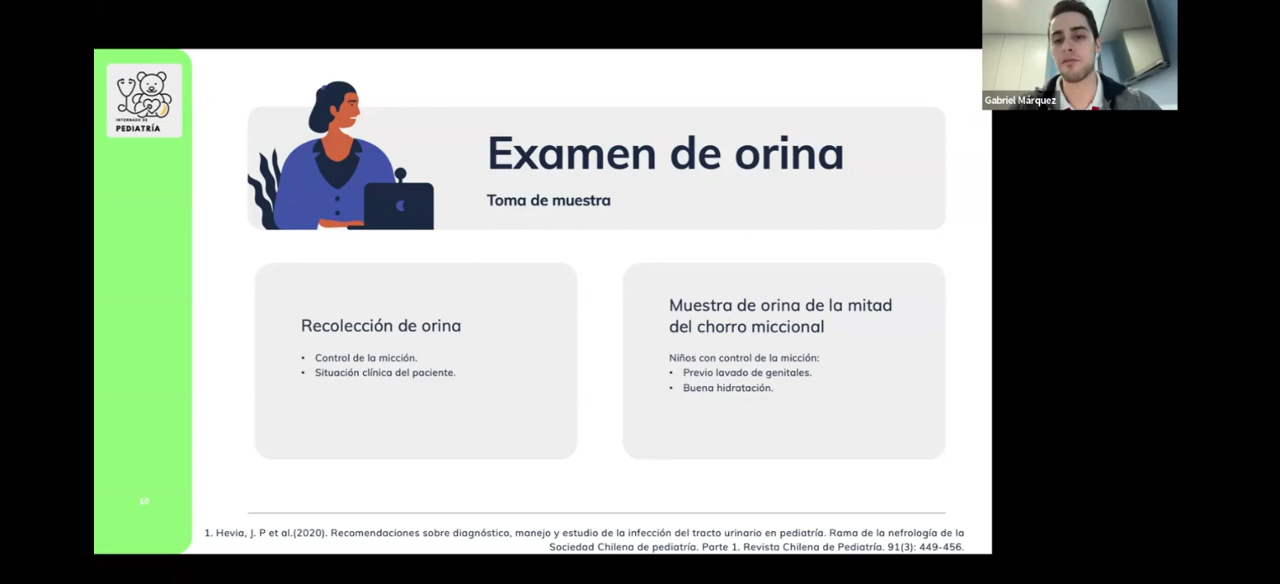 Gabriel Márquez
INTERNADO DE
PEDIATRÍA
Examen de orina
Toma de muestra
Recolección de orina
• Control de la micción.
• Situación clínica del paciente.
Muestra de orina de la mitad
del chorro miccional
Niños con control de la micción:
• Previo lavado de genitales.
• Buena hidratación.
10
1. Hevia, J. P et al.(2020). Recomendaciones sobre diagnóstico, manejo y estudio de la infección del tracto urinario en pediatría. Rama de la nefrología de la
Sociedad Chilena de pediatría. Parte 1. Revista Chilena de Pediatría. 91(3): 449-456.